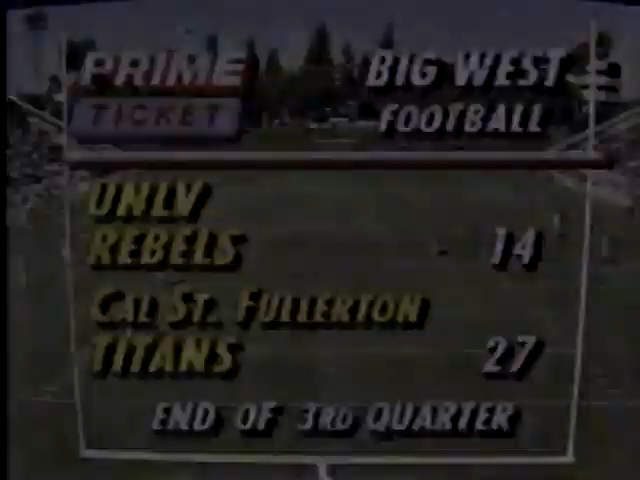 PRIME
TICKET
BIG WEST
FOOTBALL
UNLV
REBELS 14
CAL ST. FULLERTON
TITANS 27
END OF 3RD QUARTER